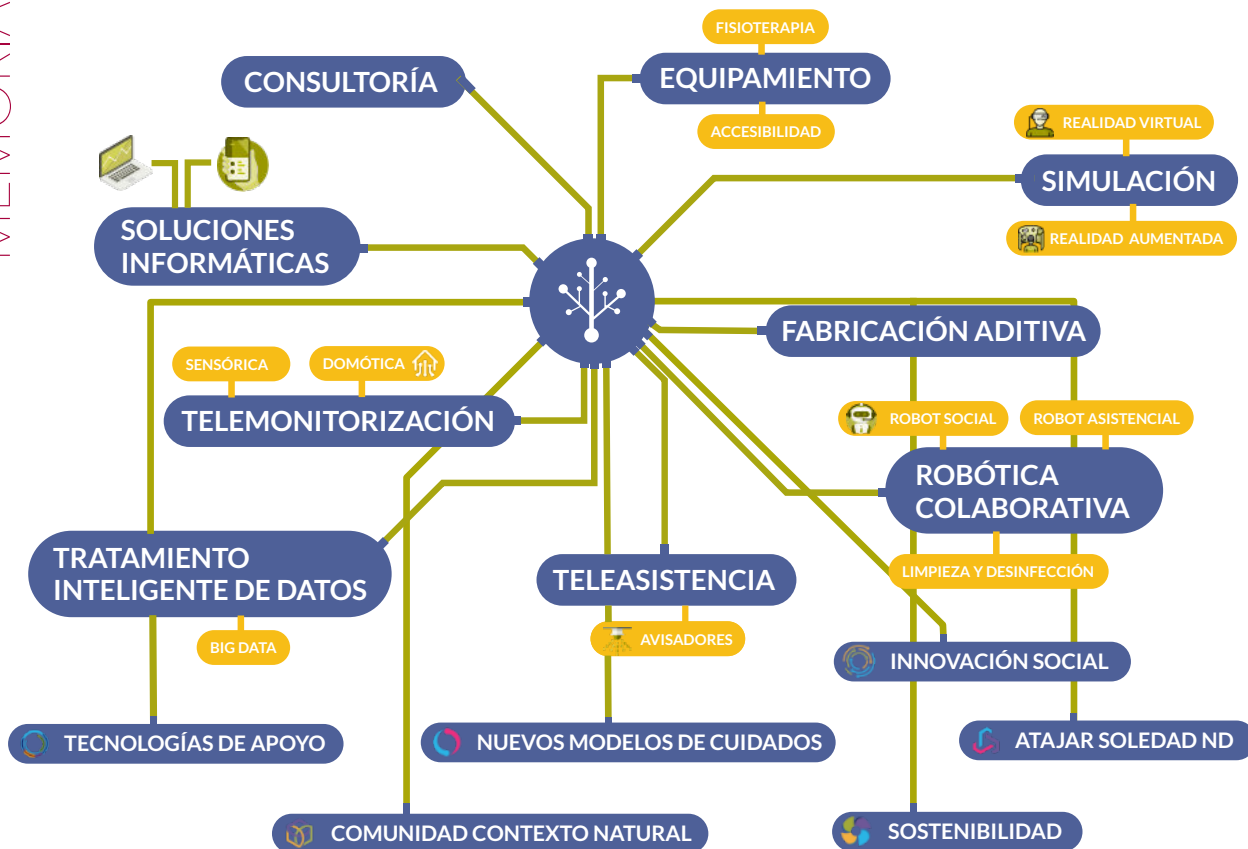 MEMORIA
FISIOTERAPIA
CONSULTORÍA
EQUIPAMIENTO
ACCESIBILIDAD
REALIDAD VIRTUAL
SIMULACIÓN
REALIDAD AUMENTADA
SOLUCIONES
INFORMÁTICAS
FABRICACIÓN ADITIVA
SENSÓRICA
DOMÓTICA
TELEMONITORIZACIÓN
ROBOT SOCIAL
ROBOT ASISTENCIAL
ROBÓTICA
COLABORATIVA
LIMPIEZA Y DESINFECCIÓN
TRATAMIENTO
INTELIGENTE DE DATOS
BIG DATA
TELEASISTENCIA
AVISADORES
INNOVACIÓN SOCIAL
TECNOLOGÍAS DE APOYO
NUEVOS MODELOS DE CUIDADOS
ATAJAR SOLEDAD ND
COMUNIDAD CONTEXTO NATURAL
SOSTENIBILIDAD